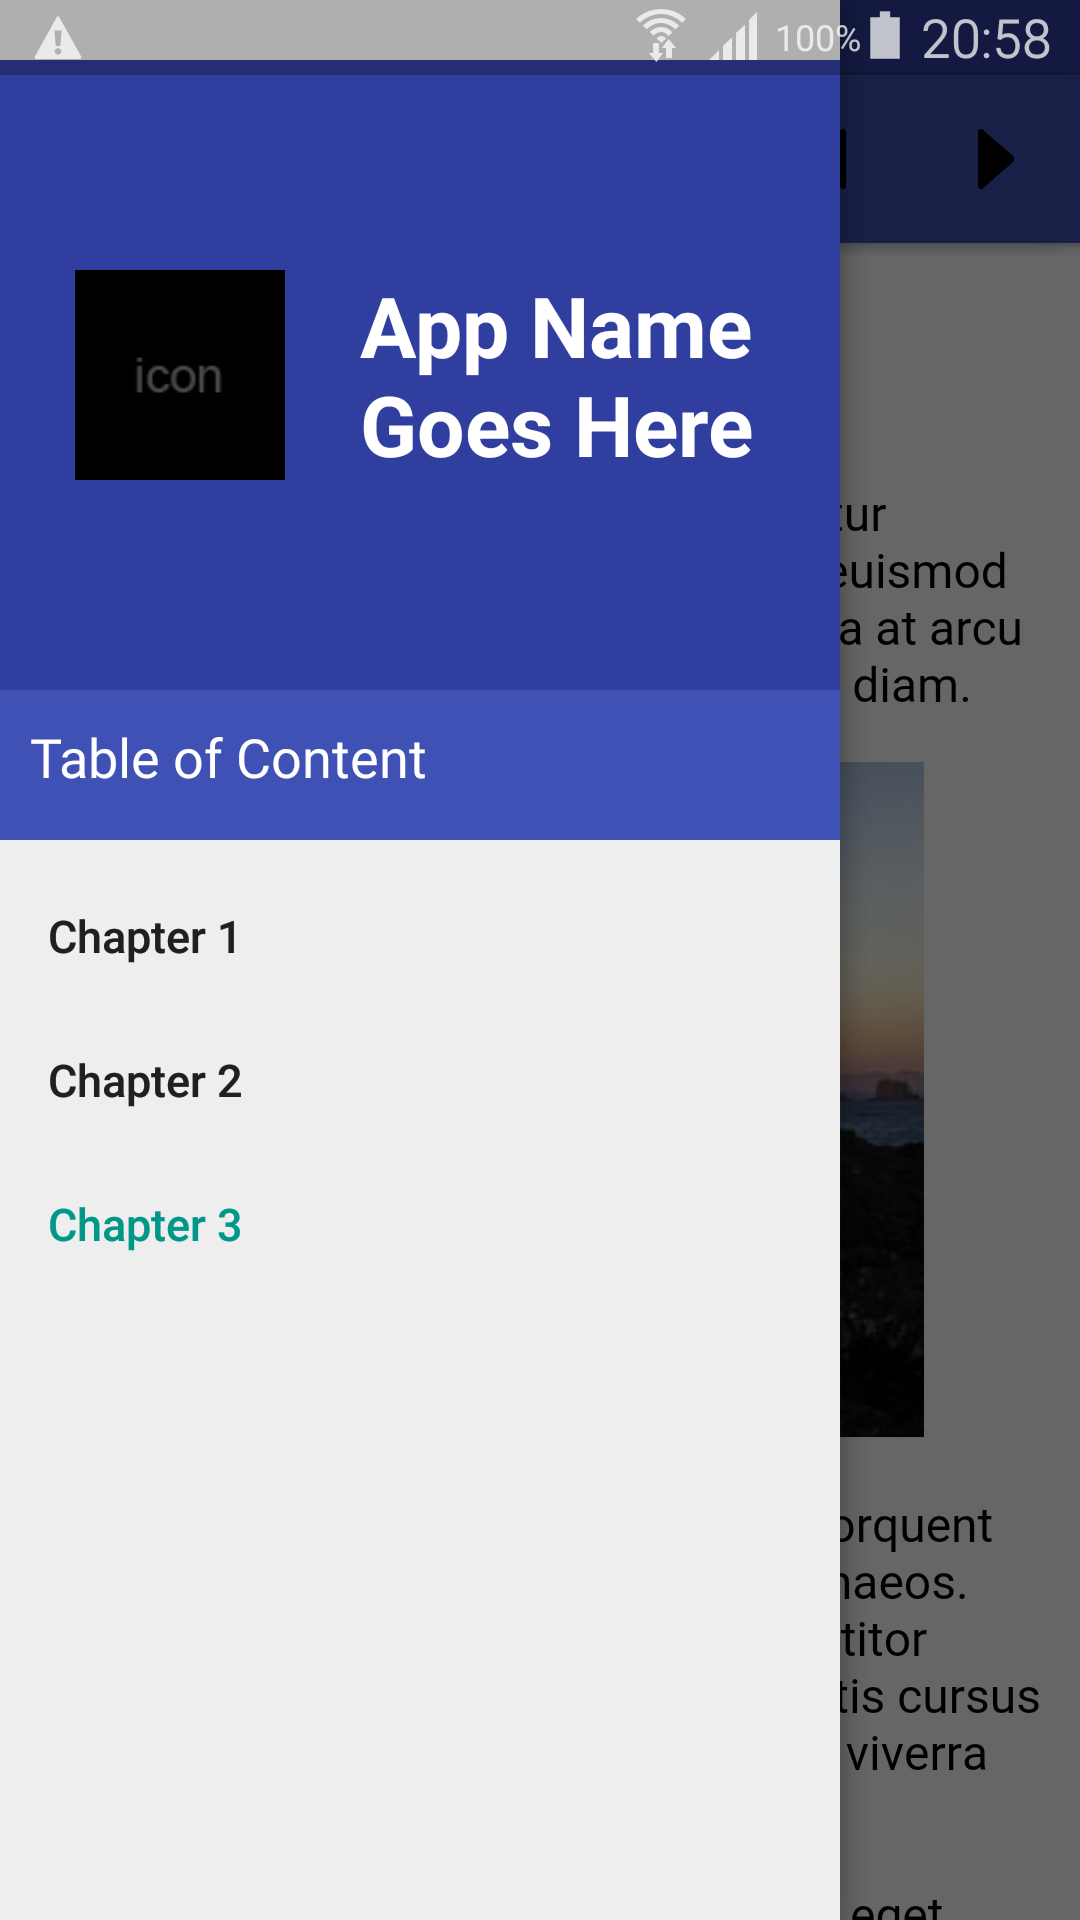 100% 20:58
icon
App Name
Goes Here
Table of Content
Chapter 1
Chapter 2
Chapter 3
tur
euismod
a at arcu
diam.
orquent
naeos.
titor
tis cursus
viverra
eget